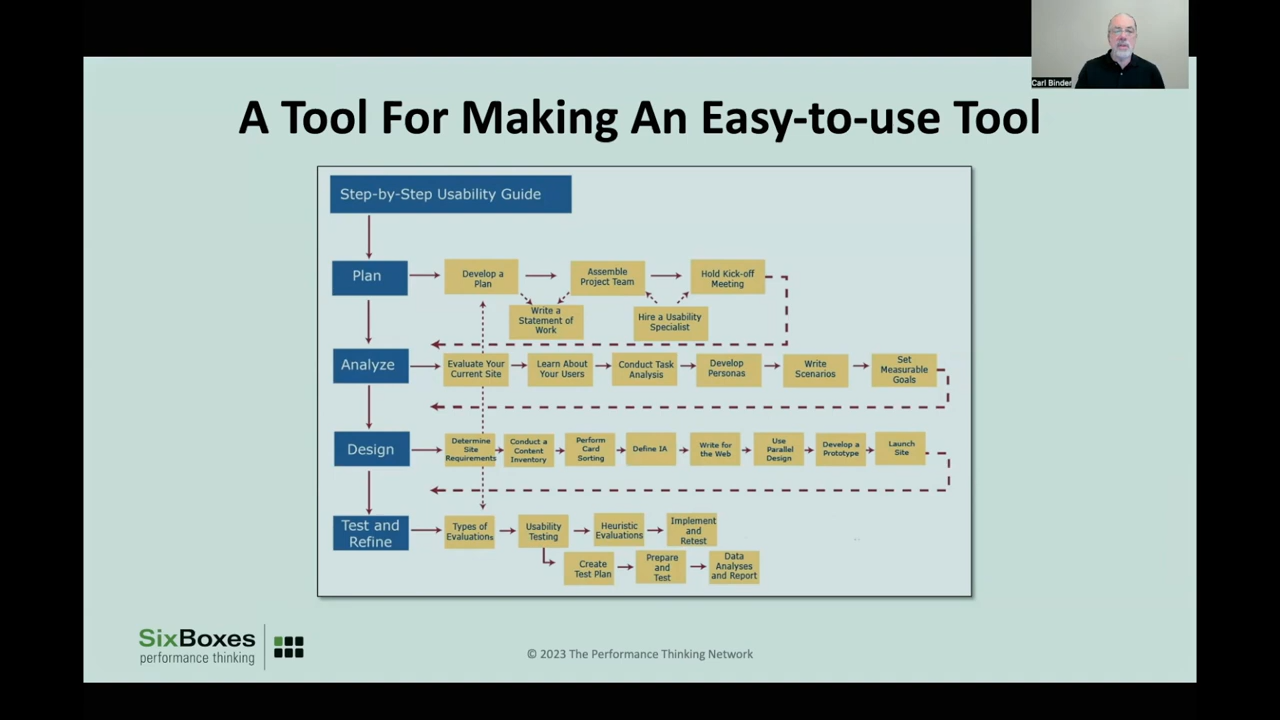 Carl Binder
A Tool For Making An Easy-to-use Tool
Step-by-Step Usability Guide
Plan
Develop a
Plan
Assemble
Project Team
Hold Kick-off
Meeting
Write a
Statement of
Work
Hire a Usability
Specialist
Analyze
Evaluate Your
Current Site
Learn About
Your Users
Conduct Task
Analysis
Develop
Personas
Write
Scenarios
Set
Measurable
Goals
Design
Determine
Site
Requirements
Conduct a
Content
Inventory
Perform
Card
Sorting
Define IA
Write for
the Web
Use
Parallel
Design
Develop a
Prototype
Launch
Site
Test and
Refine
Types of
Evaluations
Usability
Testing
Heuristic
Evaluations
Implement
and
Retest
Create
Test Plan
Prepare
and
Test
Data
Analyses
and Report
SixBoxes
performance thinking
© 2023 The Performance Thinking Network